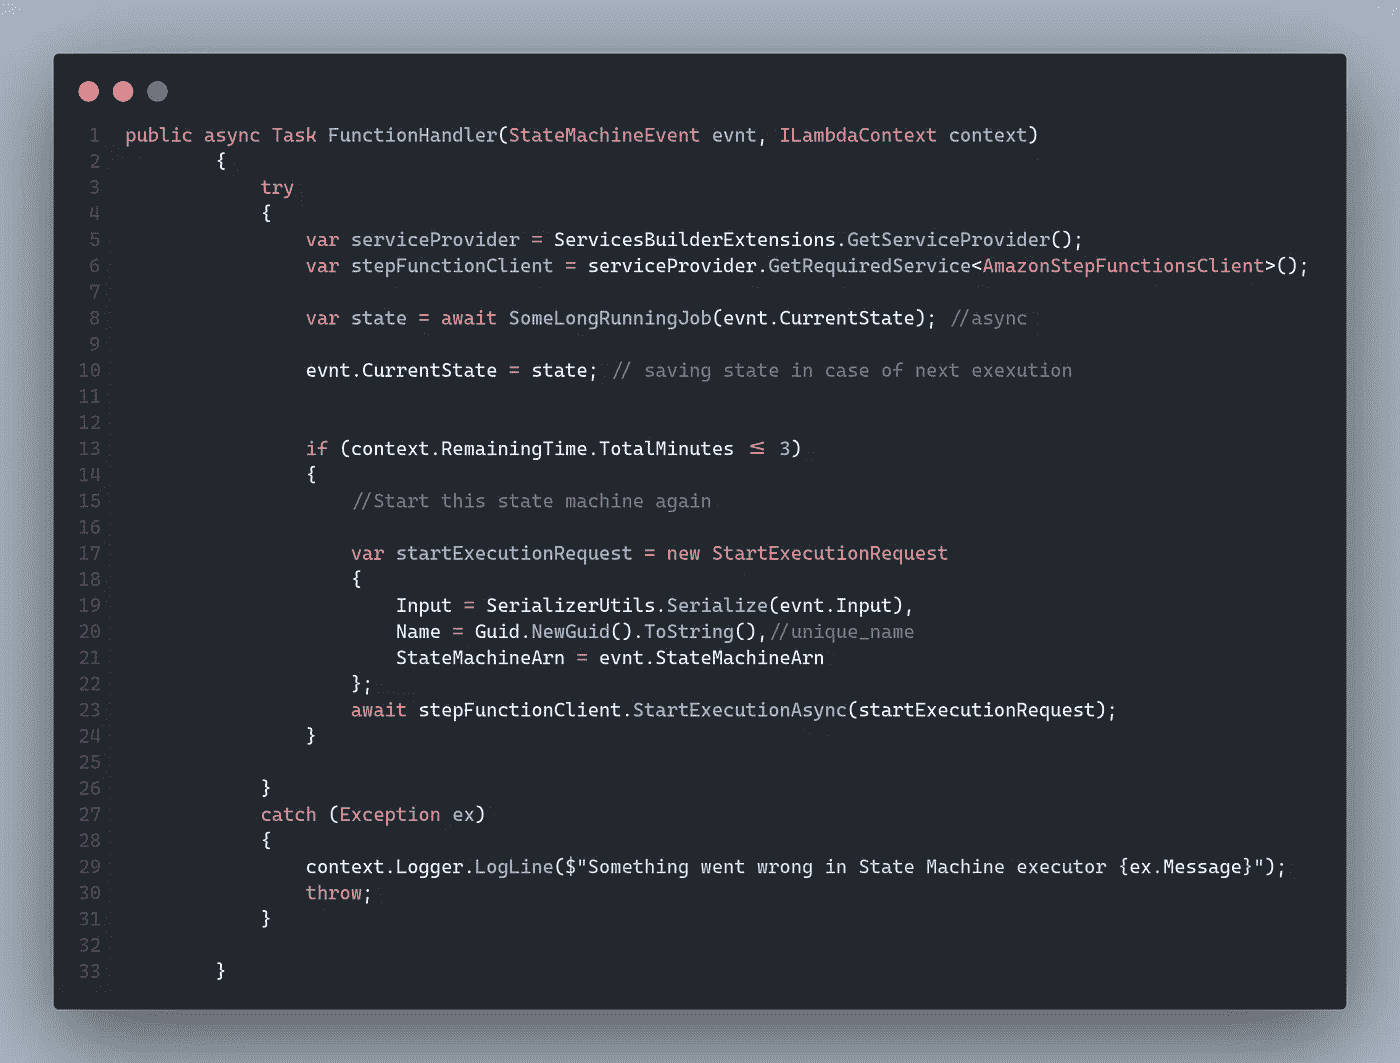 1 public async Task FunctionHandler(StateMachineEvent evnt, ILambdaContext context)
2 {
3 try
4 {
5 var serviceProvider = ServicesBuilderExtensions.GetServiceProvider();
6 var stepFunctionClient = serviceProvider.GetRequiredService<AmazonStepFunctionsClient>();
7
8 var state = await SomeLongRunningJob(evnt.CurrentState); //async
9
10 evnt.CurrentState = state; // saving state in case of next exexution
11
12
13 if (context.RemainingTime.TotalMinutes ≤ 3)
14 {
15 //Start this state machine again
16
17 var startExecutionRequest = new StartExecutionRequest
18 {
19 Input = SerializerUtils.Serialize(evnt.Input),
20 Name = Guid.NewGuid().ToString(),//unique_name
21 StateMachineArn = evnt.StateMachineArn
22 };
23 await stepFunctionClient.StartExecutionAsync(startExecutionRequest);
24 }
25
26 }
27 catch (Exception ex)
28 {
29 context.Logger.LogLine($"Something went wrong in State Machine executor {ex.Message}");
30 throw;
31 }
32
33 }